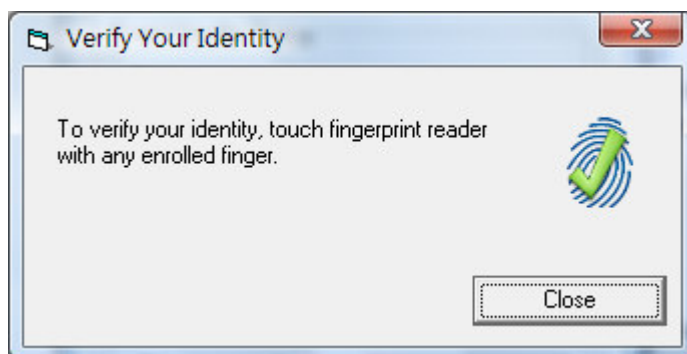 Verify Your Identity
To verify your identity, touch fingerprint reader
with any enrolled finger.
Close